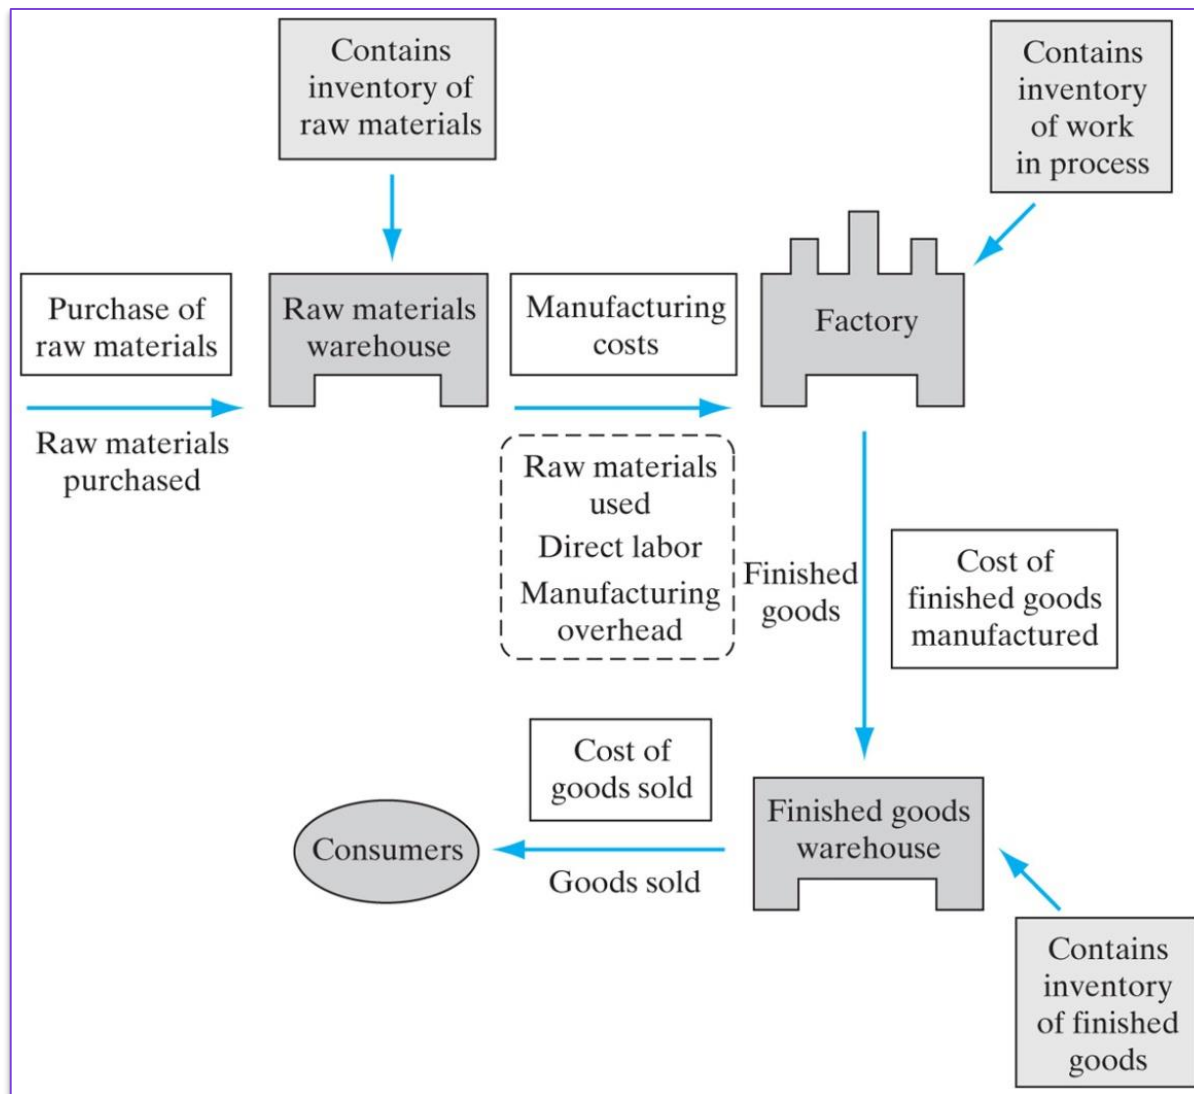 Contains
inventory of
raw materials
Contains
inventory
of work
in process
Purchase of
raw materials
Raw materials
warehouse
Manufacturing
costs
Factory
Raw materials
purchased
Raw materials
used
Direct labor
Manufacturing
overhead
Finished
goods
Cost of
finished goods
manufactured
Cost of
goods sold
Finished goods
warehouse
Consumers
Goods sold
Contains
inventory
of finished
goods